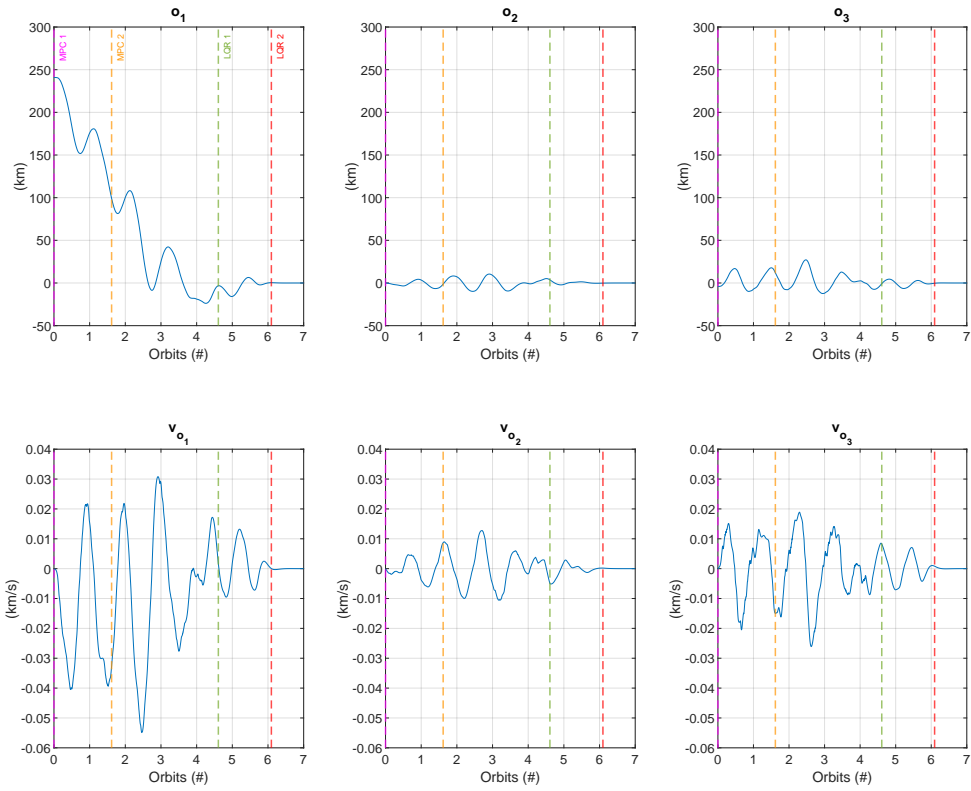 o1
o2
o3
300
250
200
150
100
50
0
-50
(km)
MPC 1
MPC 2
LQR 1
LQR 2
0 1 2 3 4 5 6 7
Orbits (#)
300
250
200
150
100
50
0
-50
(km)
0 1 2 3 4 5 6 7
Orbits (#)
300
250
200
150
100
50
0
-50
(km)
0 1 2 3 4 5 6 7
Orbits (#)
vo1
vo2
vo3
0.04
0.03
0.02
0.01
0
-0.01
-0.02
-0.03
-0.04
-0.05
-0.06
(km/s)
0 1 2 3 4 5 6 7
Orbits (#)
0.04
0.03
0.02
0.01
0
-0.01
-0.02
-0.03
-0.04
-0.05
-0.06
(km/s)
0 1 2 3 4 5 6 7
Orbits (#)
0.04
0.03
0.02
0.01
0
-0.01
-0.02
-0.03
-0.04
-0.05
-0.06
(km/s)
0 1 2 3 4 5 6 7
Orbits (#)